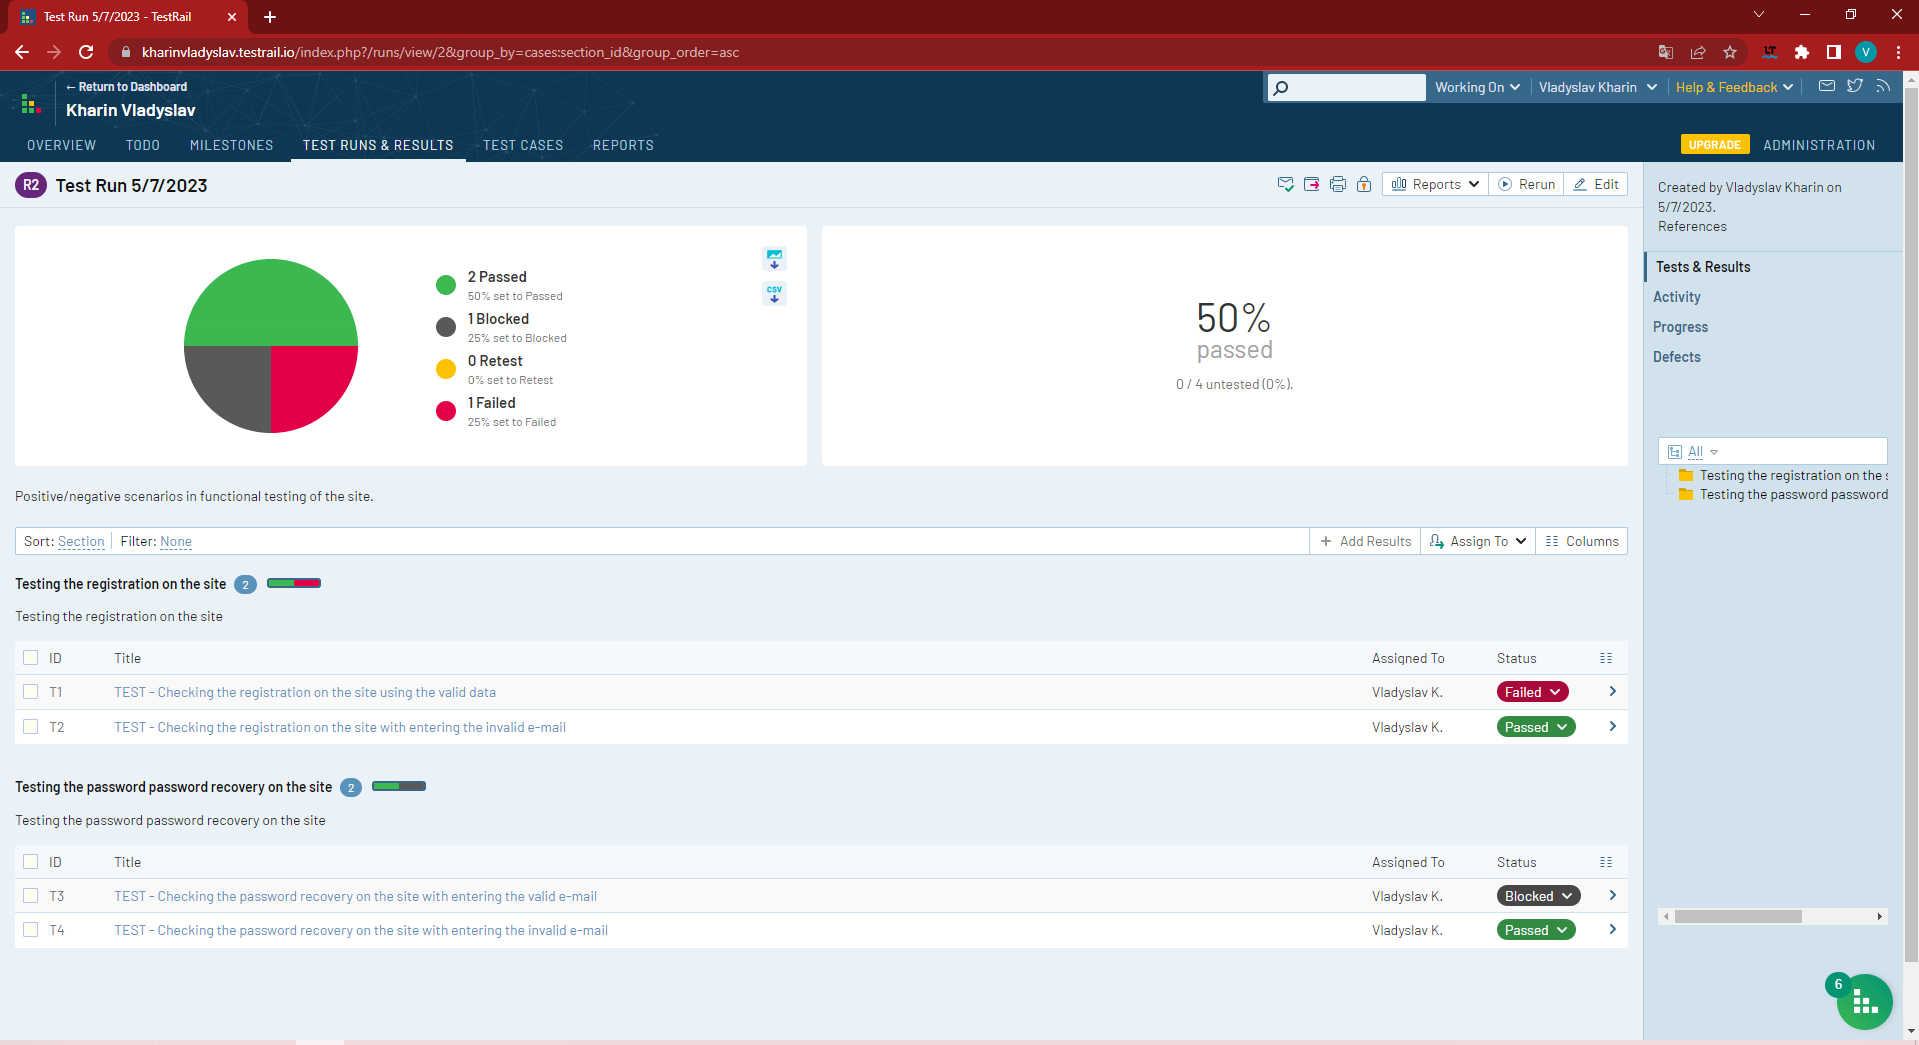 Test Run 5/7/2023 - TestRail
kharinvladyslav.testrail.io/index.php?/runs/view/2&group_by=cases:section_id&group_order=asc
LT
V
← Return to Dashboard
Kharin Vladyslav
Working On
Vladyslav Kharin
Help & Feedback
OVERVIEW
TODO
MILESTONES
TEST RUNS & RESULTS
TEST CASES
REPORTS
UPGRADE
ADMINISTRATION
R2
Test Run 5/7/2023
Reports
Rerun
Edit
2 Passed
50% set to Passed
1 Blocked
25% set to Blocked
0 Retest
0% set to Retest
1 Failed
25% set to Failed
CSV
50%
passed
0 / 4 untested (0%).
Positive/negative scenarios in functional testing of the site.
Sort: Section
Filter: None
+ Add Results
Assign To
Columns
Testing the registration on the site 2
Testing the registration on the site
ID Title Assigned To Status
T1 TEST - Checking the registration on the site using the valid data Vladyslav K. Failed
T2 TEST - Checking the registration on the site with entering the invalid e-mail Vladyslav K. Passed
Testing the password password recovery on the site 2
Testing the password password recovery on the site
ID Title Assigned To Status
T3 TEST - Checking the password recovery on the site with entering the valid e-mail Vladyslav K. Blocked
T4 TEST - Checking the password recovery on the site with entering the invalid e-mail Vladyslav K. Passed
Created by Vladyslav Kharin on
5/7/2023.
References
Tests & Results
Activity
Progress
Defects
All
Testing the registration on the s
Testing the password password
6